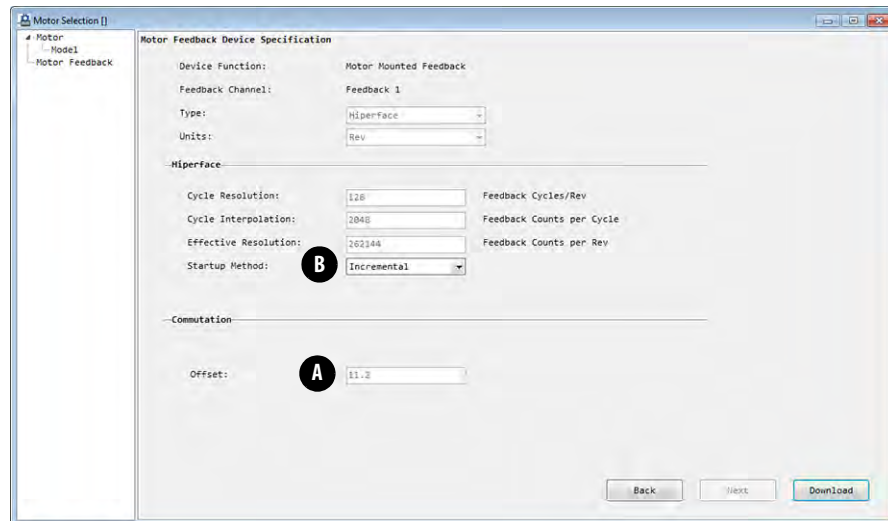 Motor Selection []
Motor
Model
Motor Feedback
Motor Feedback Device Specification
Device Function: Motor Mounted Feedback
Feedback Channel: Feedback 1
Type: Hiperface
Units: Rev
Hiperface
Cycle Resolution: 128 Feedback Cycles/Rev
Cycle Interpolation: 2048 Feedback Counts per Cycle
Effective Resolution: 262144 Feedback Counts per Rev
Startup Method: B Incremental
Commutation
Offset: A 11.2
Back Next Download